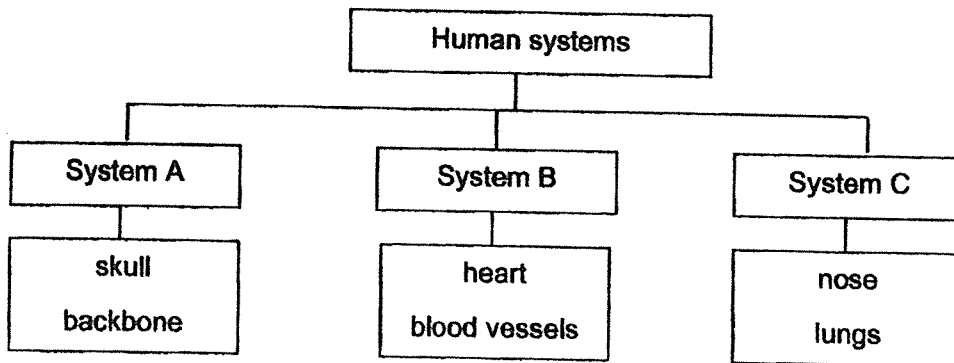 Human systems
System A
System B
System C
skull
backbone
heart
blood vessels
nose
lungs